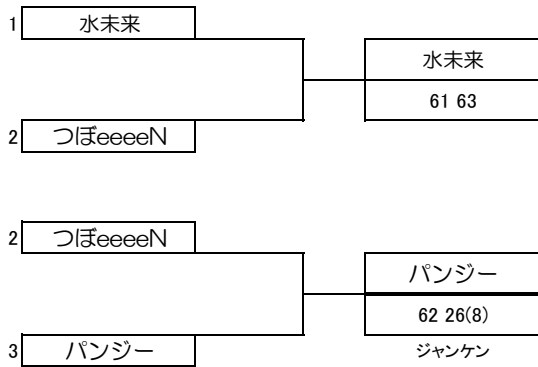 1 水未来
水未来
61 63
2 つぼeeeeN
2 つぼeeeeN
パンジー
62 26(8)
3 パンジー
ジャンケン